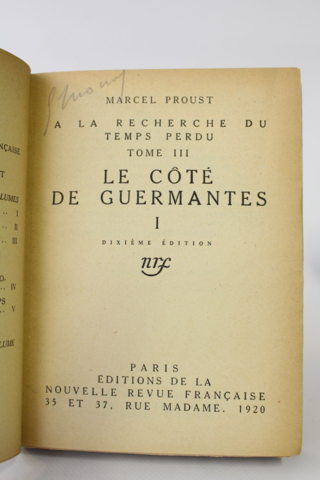 MARCEL PROUST
A LA RECHERCHE DU
TEMPS PERDU
TOME III
LE CÔTÉ
DE GUERMANTES
I
DIXIÈME ÉDITION
nrf
PARIS
ÉDITIONS DE LA
NOUVELLE REVUE FRANÇAISE
35 ET 37, RUE MADAME. 1920